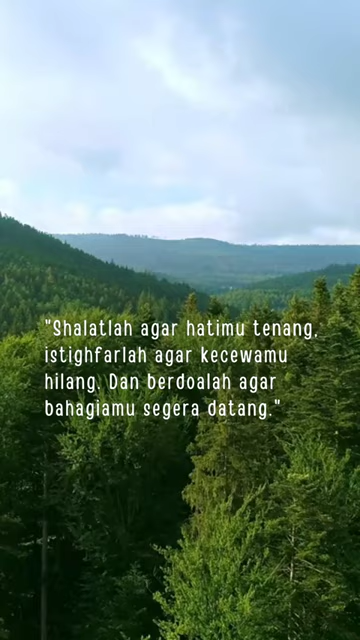 "Shalatlah agar hatimu tenang,
istighfarlah agar kecewamu
hilang. Dan berdoalah agar
bahagiamu segera datang."